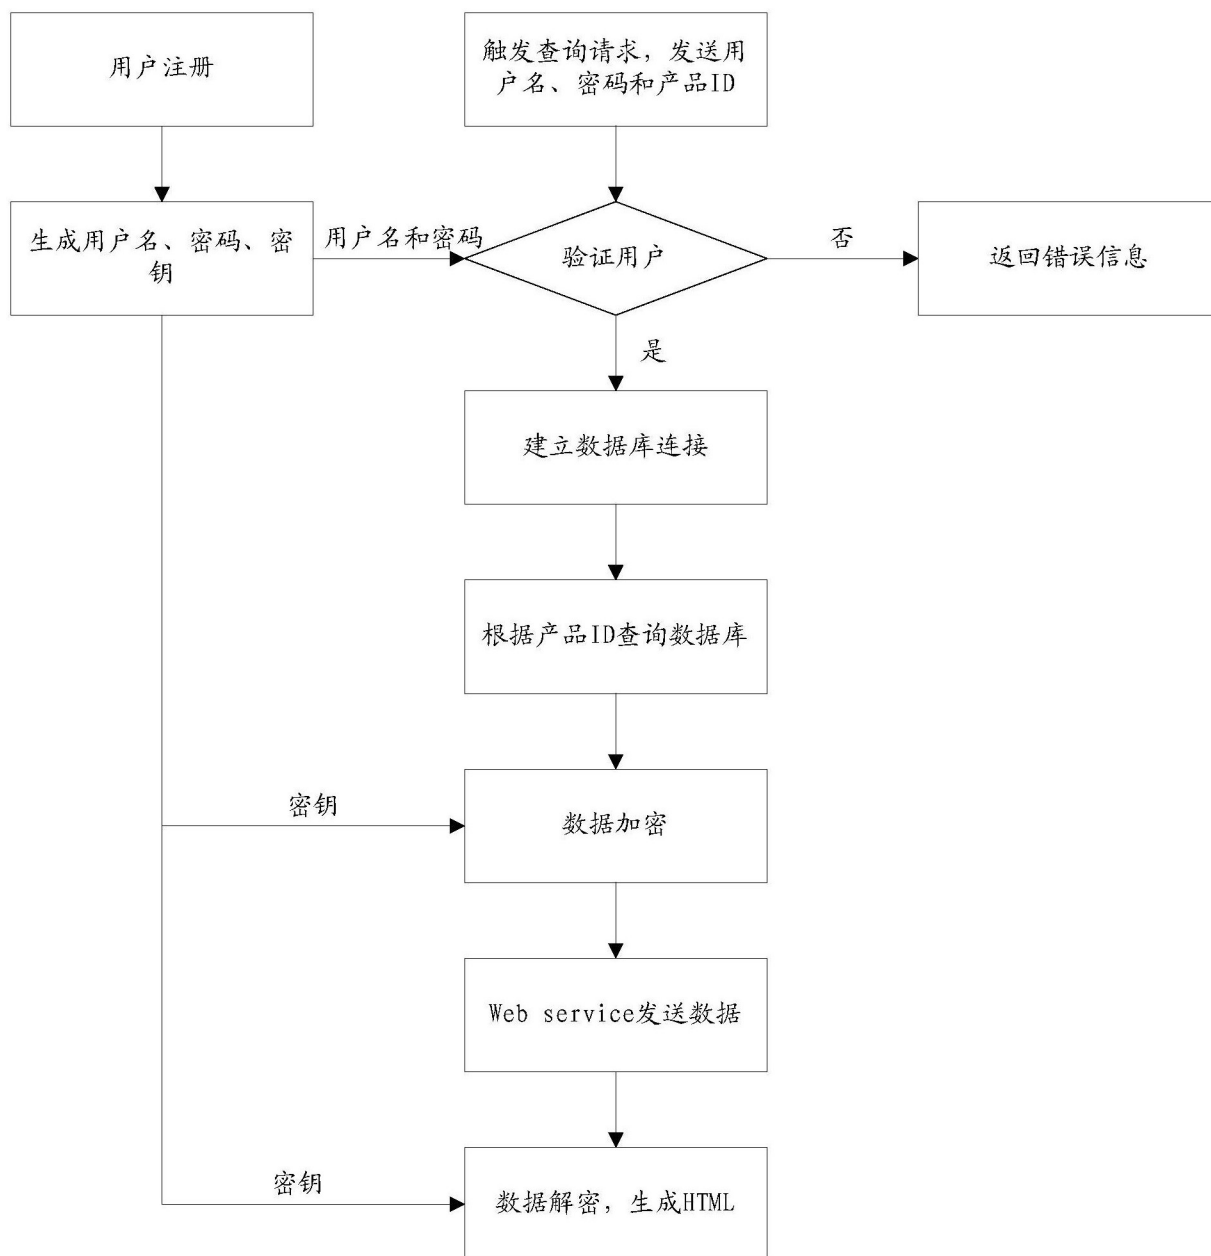 用户注册
触发查询请求，发送用
户名、密码和产品ID
生成用户名、密码、密
钥
用户名和密码
验证用户
否
返回错误信息
是
建立数据库连接
根据产品ID查询数据库
密钥
数据加密
Web service发送数据
密钥
数据解密，生成HTML